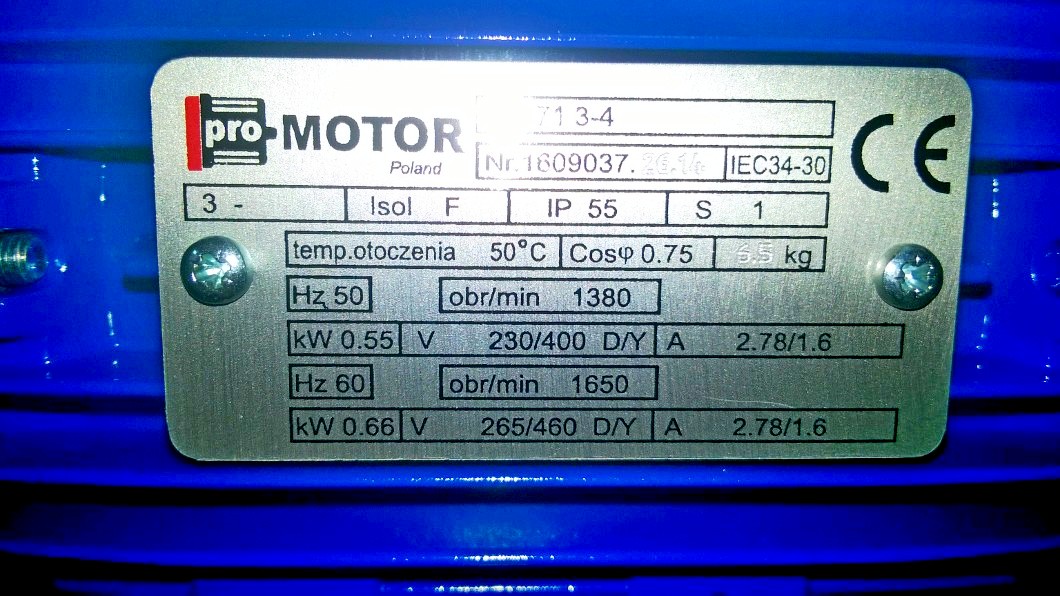 pro MOTOR
Poland
71 3-4
Nr.1609037. IEC34-30
CE
3 - Isol F IP 55 S 1
temp.otoczenia 50°C Cosφ 0.75 6.5 kg
Hz 50 obr/min 1380
kW 0.55 V 230/400 D/Y A 2.78/1.6
Hz 60 obr/min 1650
kW 0.66 V 265/460 D/Y A 2.78/1.6